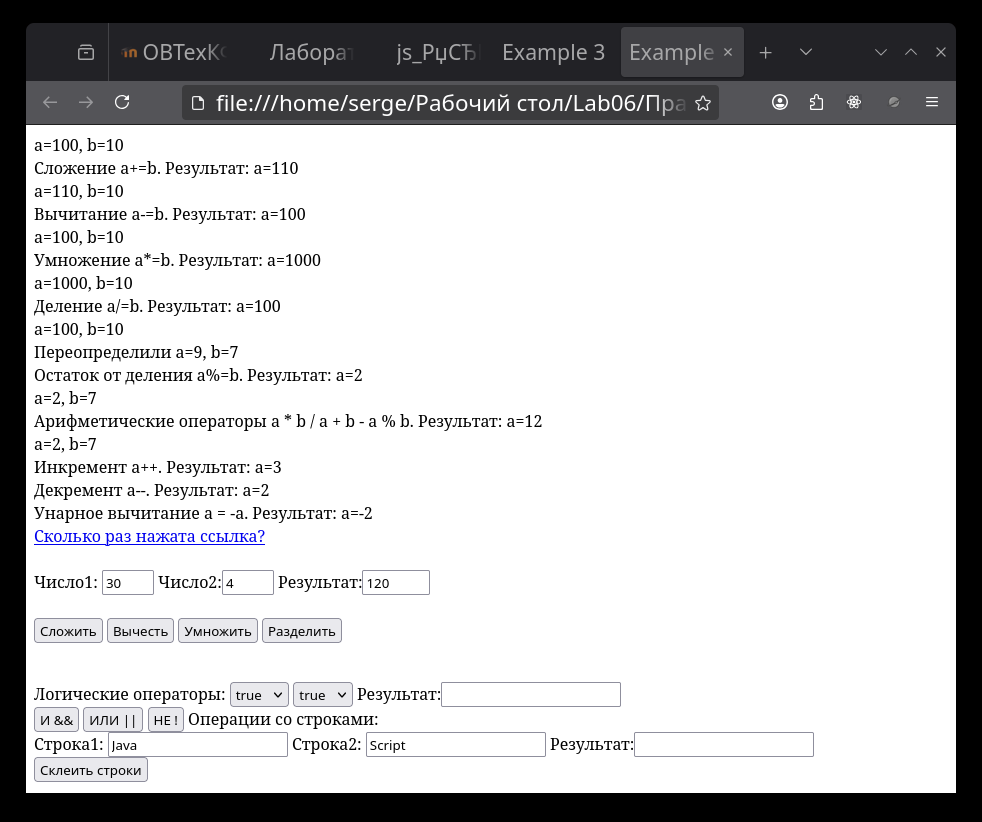 ОВТехК
Лаборат
js_РџСЂ
Example 3
Example
file:///home/serge/Рабочий стол/Lab06/Пра
a=100, b=10
Сложение a+=b. Результат: a=110
a=110, b=10
Вычитание a-=b. Результат: a=100
a=100, b=10
Умножение a*=b. Результат: a=1000
a=1000, b=10
Деление a/=b. Результат: a=100
a=100, b=10
Переопределили a=9, b=7
Остаток от деления a%=b. Результат: a=2
a=2, b=7
Арифметические операторы a * b / a + b - a % b. Результат: a=12
a=2, b=7
Инкремент a++. Результат: a=3
Декремент a--. Результат: a=2
Унарное вычитание a = -a. Результат: a=-2
Сколько раз нажата ссылка?
Число1: 30 Число2: 4 Результат: 120
Сложить Вычесть Умножить Разделить
Логические операторы: true true Результат:
И && ИЛИ || НЕ ! Операции со строками:
Строка1: Java Строка2: Script Результат:
Склеить строки